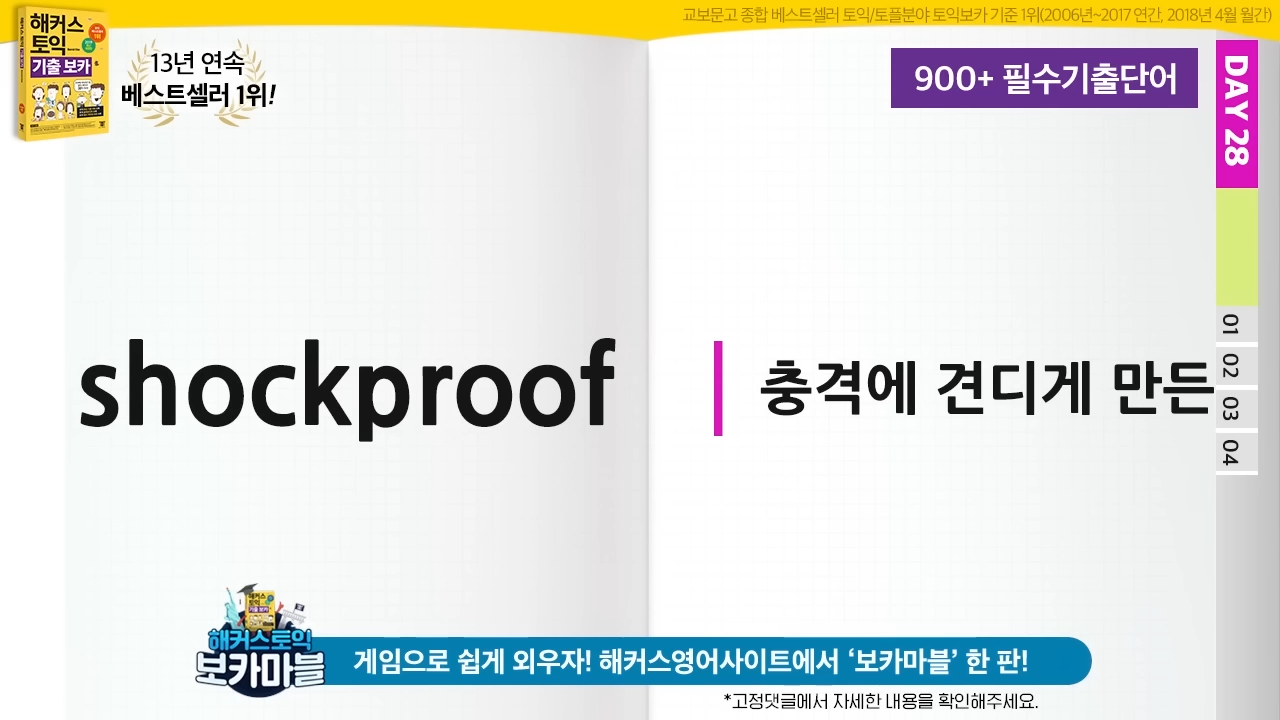 교보문고 종합 베스트셀러 토익/토플분야 토익보카 기준 1위(2006년~2017 연간, 2018년 4월 월간)
해커스
토익
기출 보카
13년 연속
베스트셀러 1위!
900+ 필수기출단어
DAY 28
shockproof
충격에 견디게 만든
01
02
03
04
해커스토익
보카마블
게임으로 쉽게 외우자! 해커스영어사이트에서 ‘보카마블’ 한 판!
*고정댓글에서 자세한 내용을 확인해주세요.